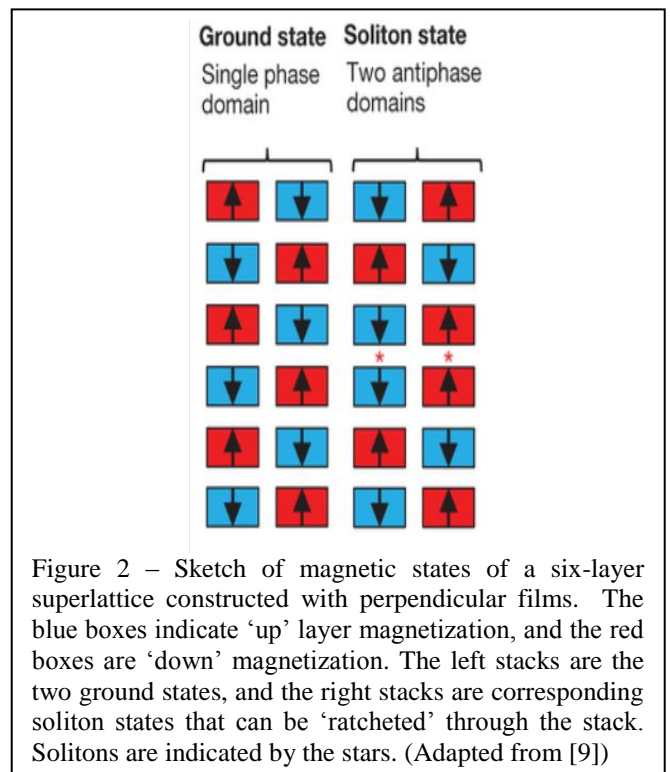 Ground state Soliton state
Single phase Two antiphase
domain domains
* *
Figure 2 – Sketch of magnetic states of a six-layer
superlattice constructed with perpendicular films. The
blue boxes indicate ‘up’ layer magnetization, and the red
boxes are ‘down’ magnetization. The left stacks are the
two ground states, and the right stacks are corresponding
soliton states that can be ‘ratcheted’ through the stack.
Solitons are indicated by the stars. (Adapted from [9])